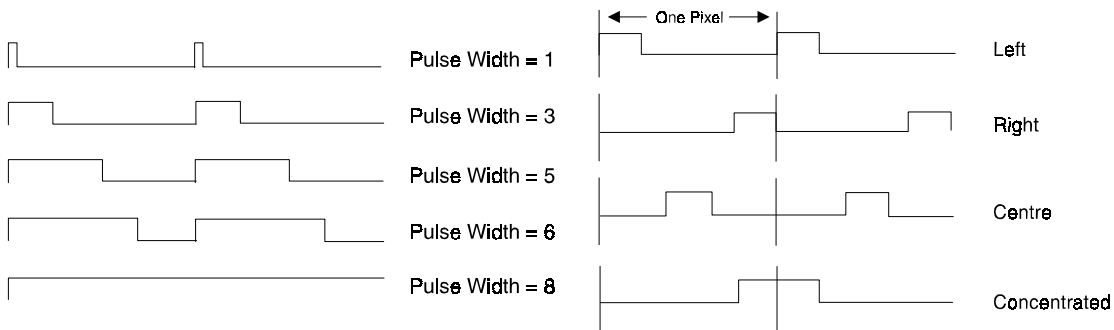 Pulse Width = 1
Pulse Width = 3
Pulse Width = 5
Pulse Width = 6
Pulse Width = 8
One Pixel
Left
Right
Centre
Concentrated